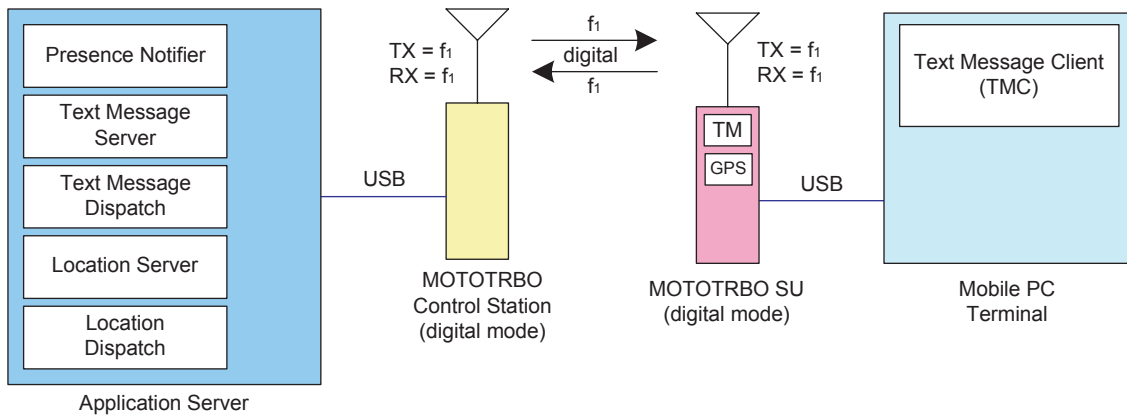 Presence Notifier
Text Message
Server
Text Message
Dispatch
Location Server
Location
Dispatch
Application Server
USB
TX = f₁
RX = f₁
MOTOTRBO
Control Station
(digital mode)
f₁
digital
f₁
TX = f₁
RX = f₁
TM
GPS
MOTOTRBO SU
(digital mode)
USB
Text Message Client
(TMC)
Mobile PC
Terminal